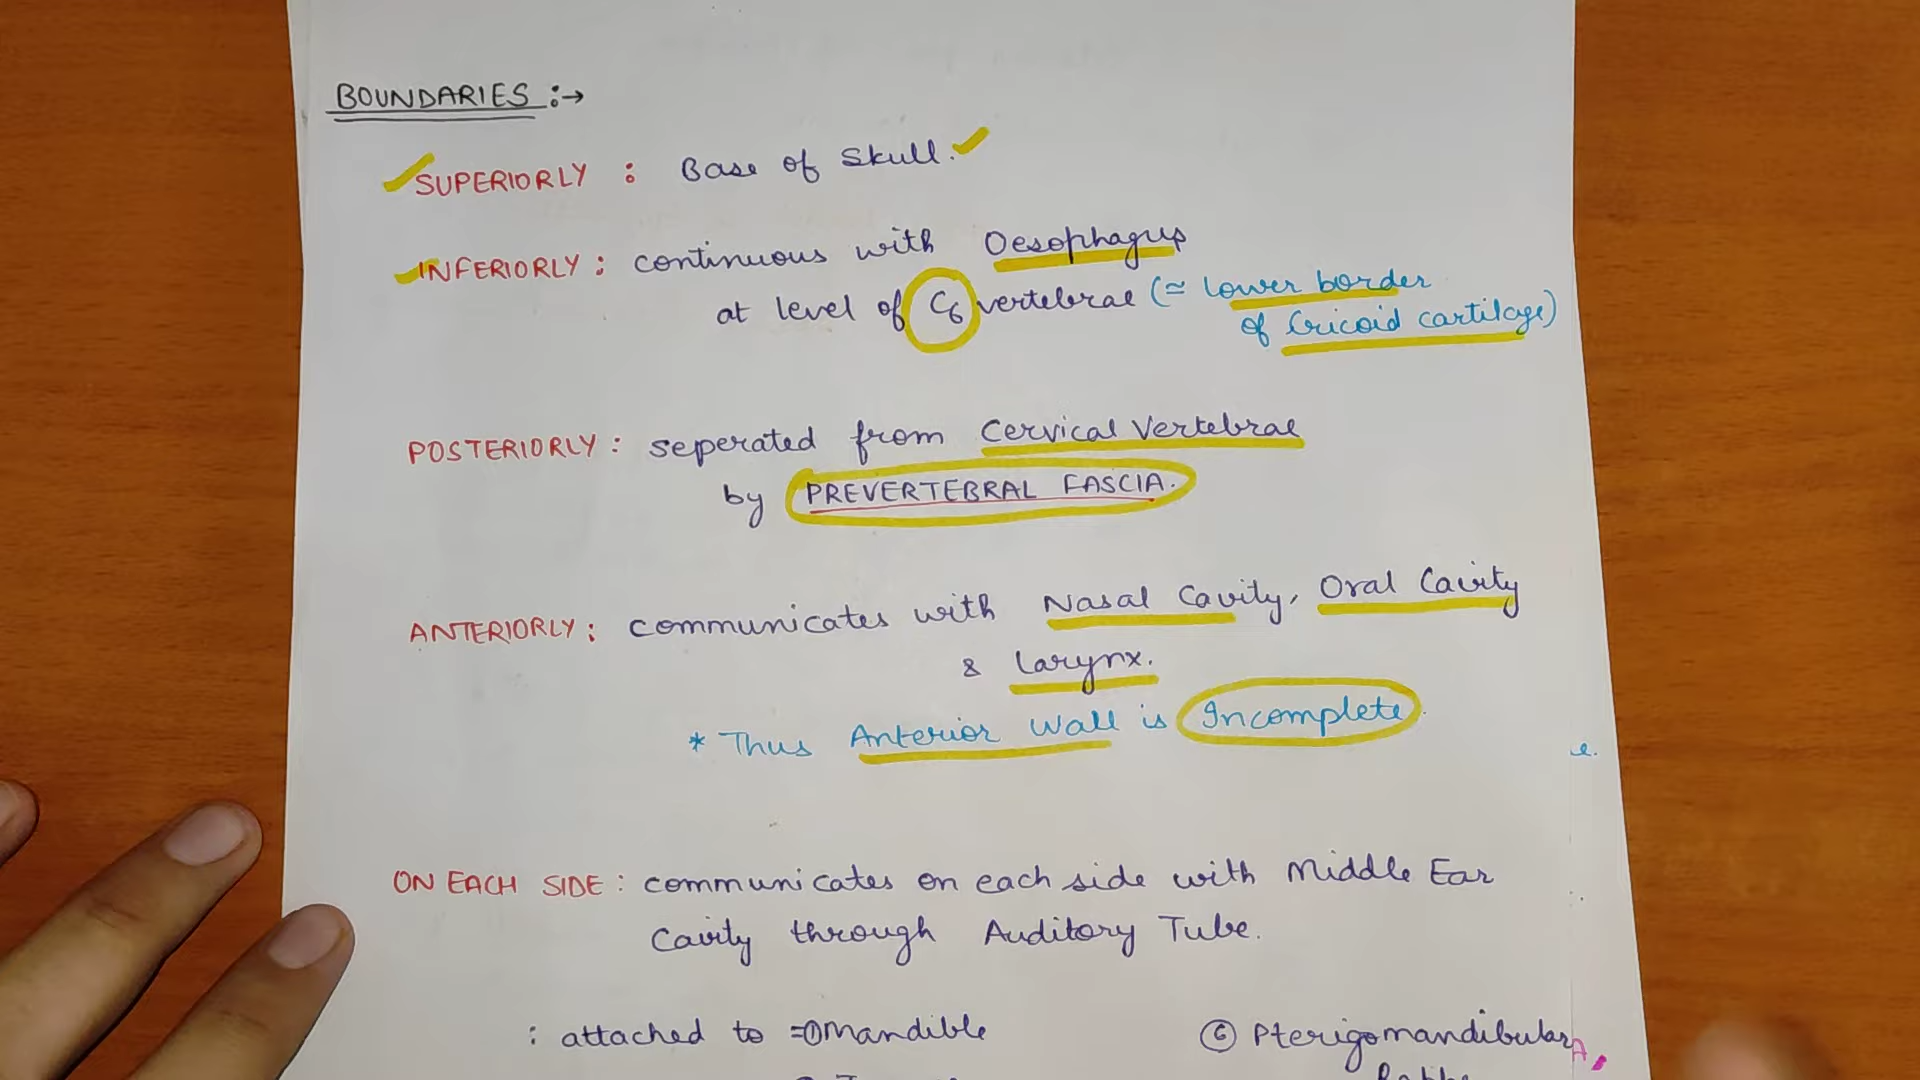 BOUNDARIES :→
SUPERIORLY : Base of Skull.
INFERIORLY : continuous with Oesophagus
at level of C6 vertebrae (≃ lower border
of Cricoid cartilage)
POSTERIORLY : seperated from Cervical Vertebrae
by PREVERTEBRAL FASCIA.
ANTERIORLY : communicates with Nasal Cavity, Oral Cavity
& Larynx.
* Thus Anterior Wall is Incomplete.
ON EACH SIDE : communicates on each side with Middle Ear
Cavity through Auditory Tube.
: attached to =① Mandible
⑥ Pterigomandibular